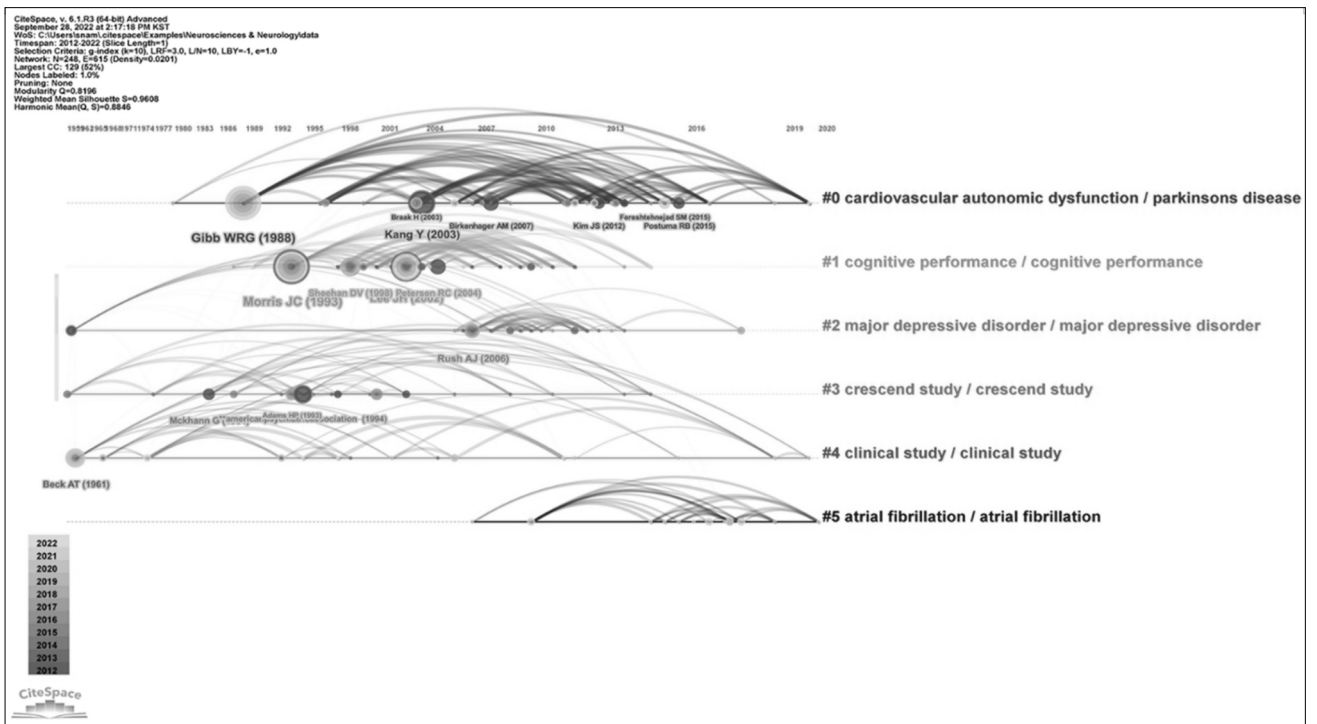 CiteSpace, v. 6.1.R3 (64-bit) Advanced
September 28, 2022 at 2:17:18 PM KST
WoS: C:\Users\snam\.citespace\Examples\Neurosciences & Neurology\data
Timespan: 2012-2022 (Slice Length=1)
Selection Criteria: g-index (k=10), LRF=3.0, L/N=10, LBY=-1, e=1.0
Network: N=248, E=615 (Density=0.0201)
Largest CC: 129 (52%)
Nodes Labeled: 1.0%
Pruning: None
Modularity Q=0.8196
Weighted Mean Silhouette S=0.9608
Harmonic Mean(Q, S)=0.8846
1971 1974 1977 1980 1983 1986 1989 1992 1995 1998 2001 2004 2007 2010 2013 2016 2019 2020
#0 cardiovascular autonomic dysfunction / parkinsons disease
Braak H (2003)
Fereshtehnejad SM (2015)
Birkenhager AM (2007)
Kim JS (2012)
Postuma RB (2015)
Gibb WRG (1988)
Kang Y (2003)
#1 cognitive performance / cognitive performance
Sheehan DV (1998)
Petersen RC (2004)
Morris JC (1993)
#2 major depressive disorder / major depressive disorder
Rush AJ (2006)
#3 crescend study / crescend study
Adams HP (1993)
Mckhann G
(1994)
#4 clinical study / clinical study
Beck AT (1961)
#5 atrial fibrillation / atrial fibrillation
2022
2021
2020
2019
2018
2017
2016
2015
2014
2013
2012
CiteSpace